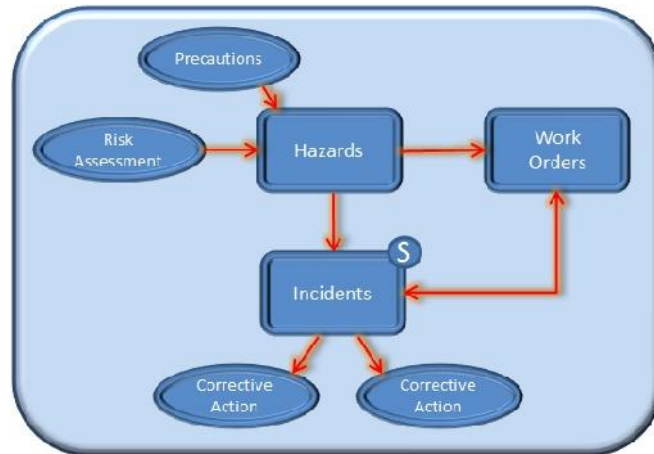 Precautions
Risk
Assessment
Hazards
Work
Orders
S
Incidents
Corrective
Action
Corrective
Action